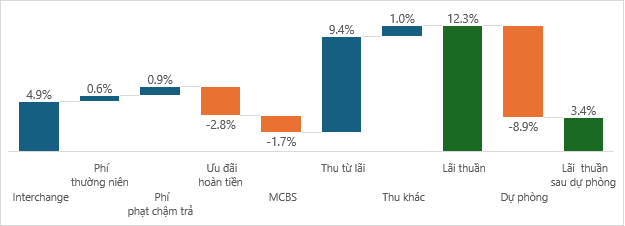 4.9%
0.6%
0.9%
-2.8%
-1.7%
9.4%
1.0%
12.3%
-8.9%
3.4%
Interchange
Phí
thường niên
Phí
phạt chậm trả
Ưu đãi
hoàn tiền
MCBS
Thu từ lãi
Thu khác
Lãi thuần
Dự phòng
Lãi thuần
sau dự phòng